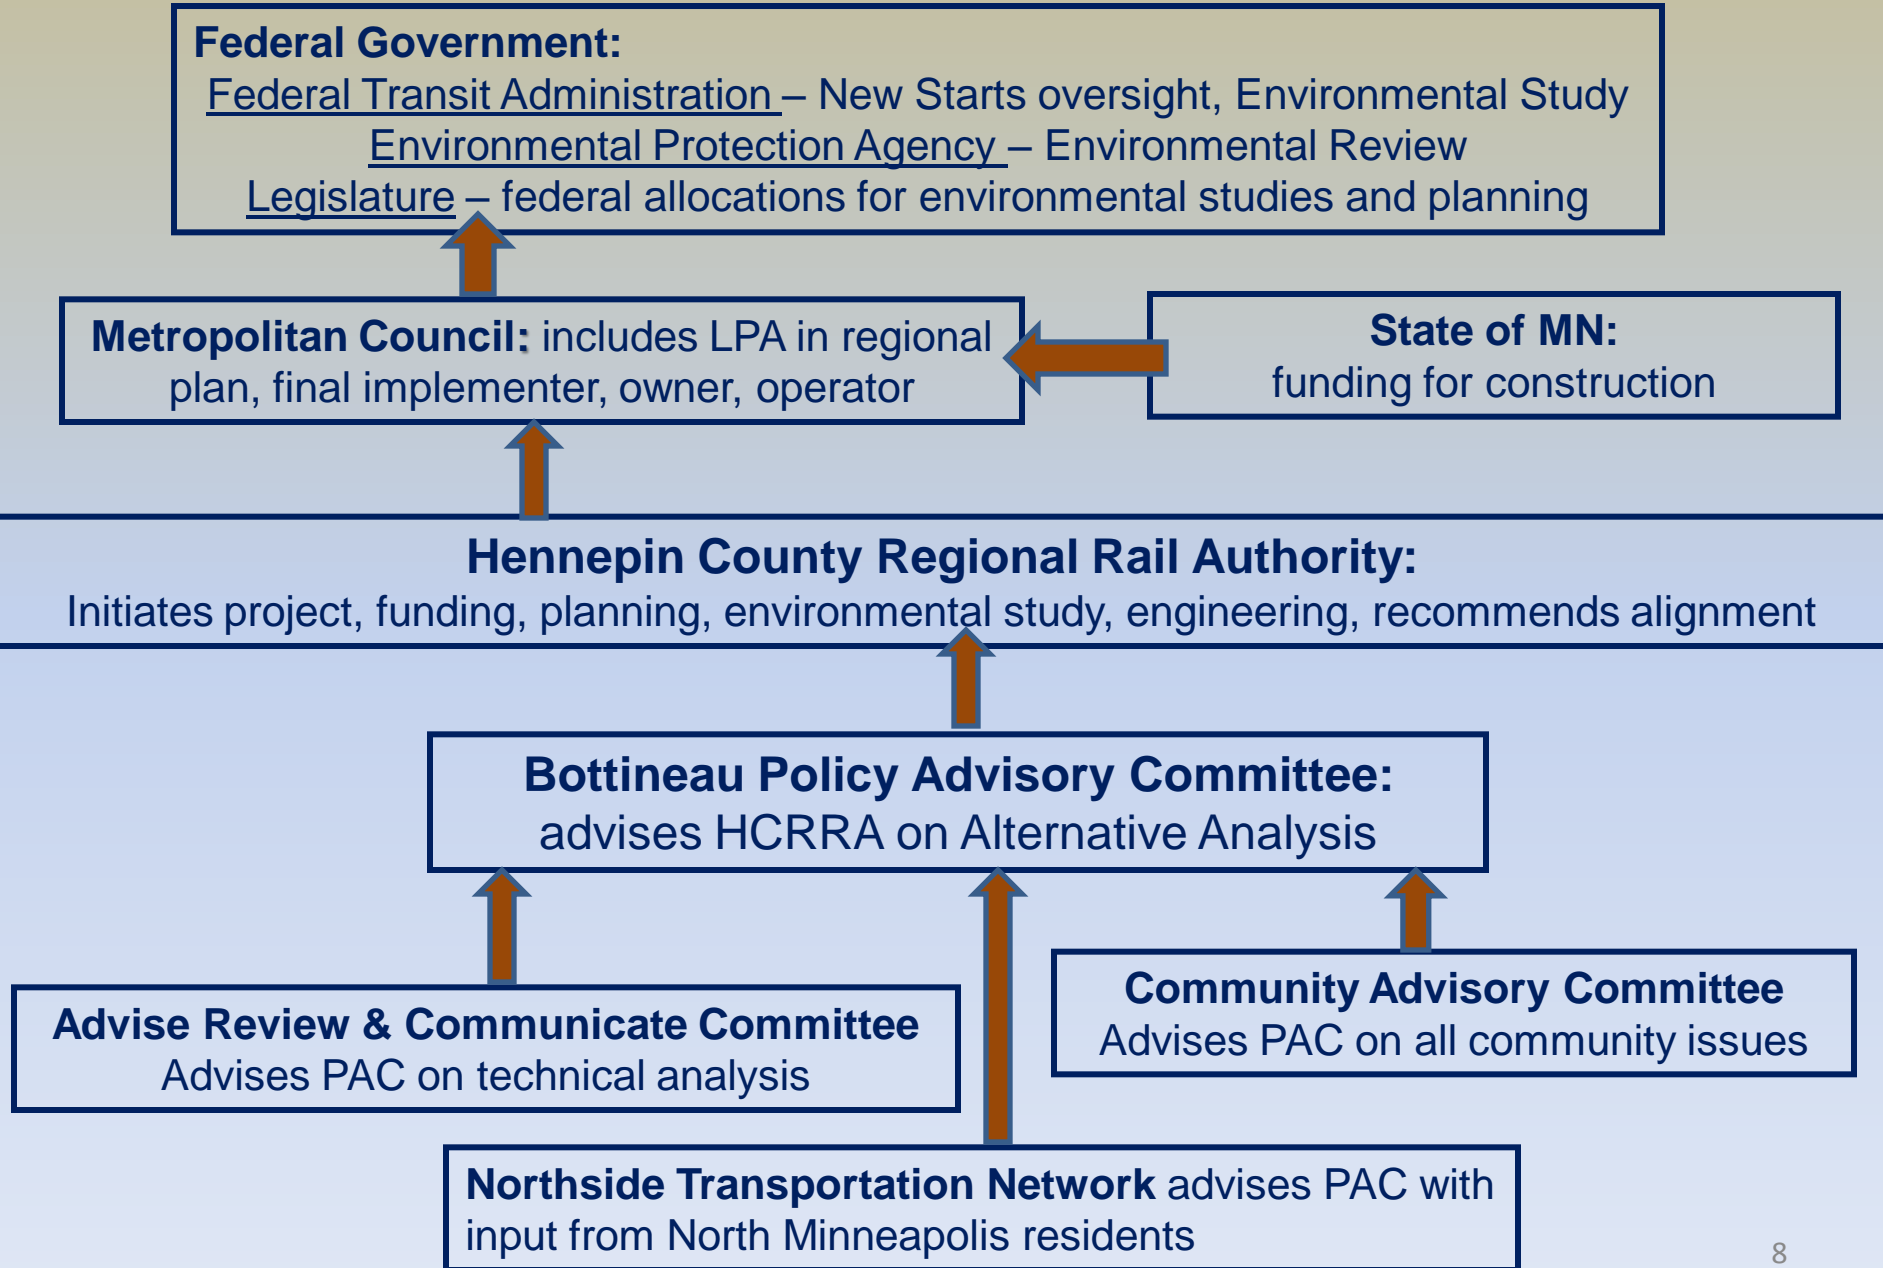 Federal Government:
Federal Transit Administration – New Starts oversight, Environmental Study
Environmental Protection Agency – Environmental Review
Legislature – federal allocations for environmental studies and planning
Metropolitan Council: includes LPA in regional
plan, final implementer, owner, operator
State of MN:
funding for construction
Hennepin County Regional Rail Authority:
Initiates project, funding, planning, environmental study, engineering, recommends alignment
Bottineau Policy Advisory Committee:
advises HCRRA on Alternative Analysis
Advise Review & Communicate Committee
Advises PAC on technical analysis
Community Advisory Committee
Advises PAC on all community issues
Northside Transportation Network advises PAC with
input from North Minneapolis residents
8